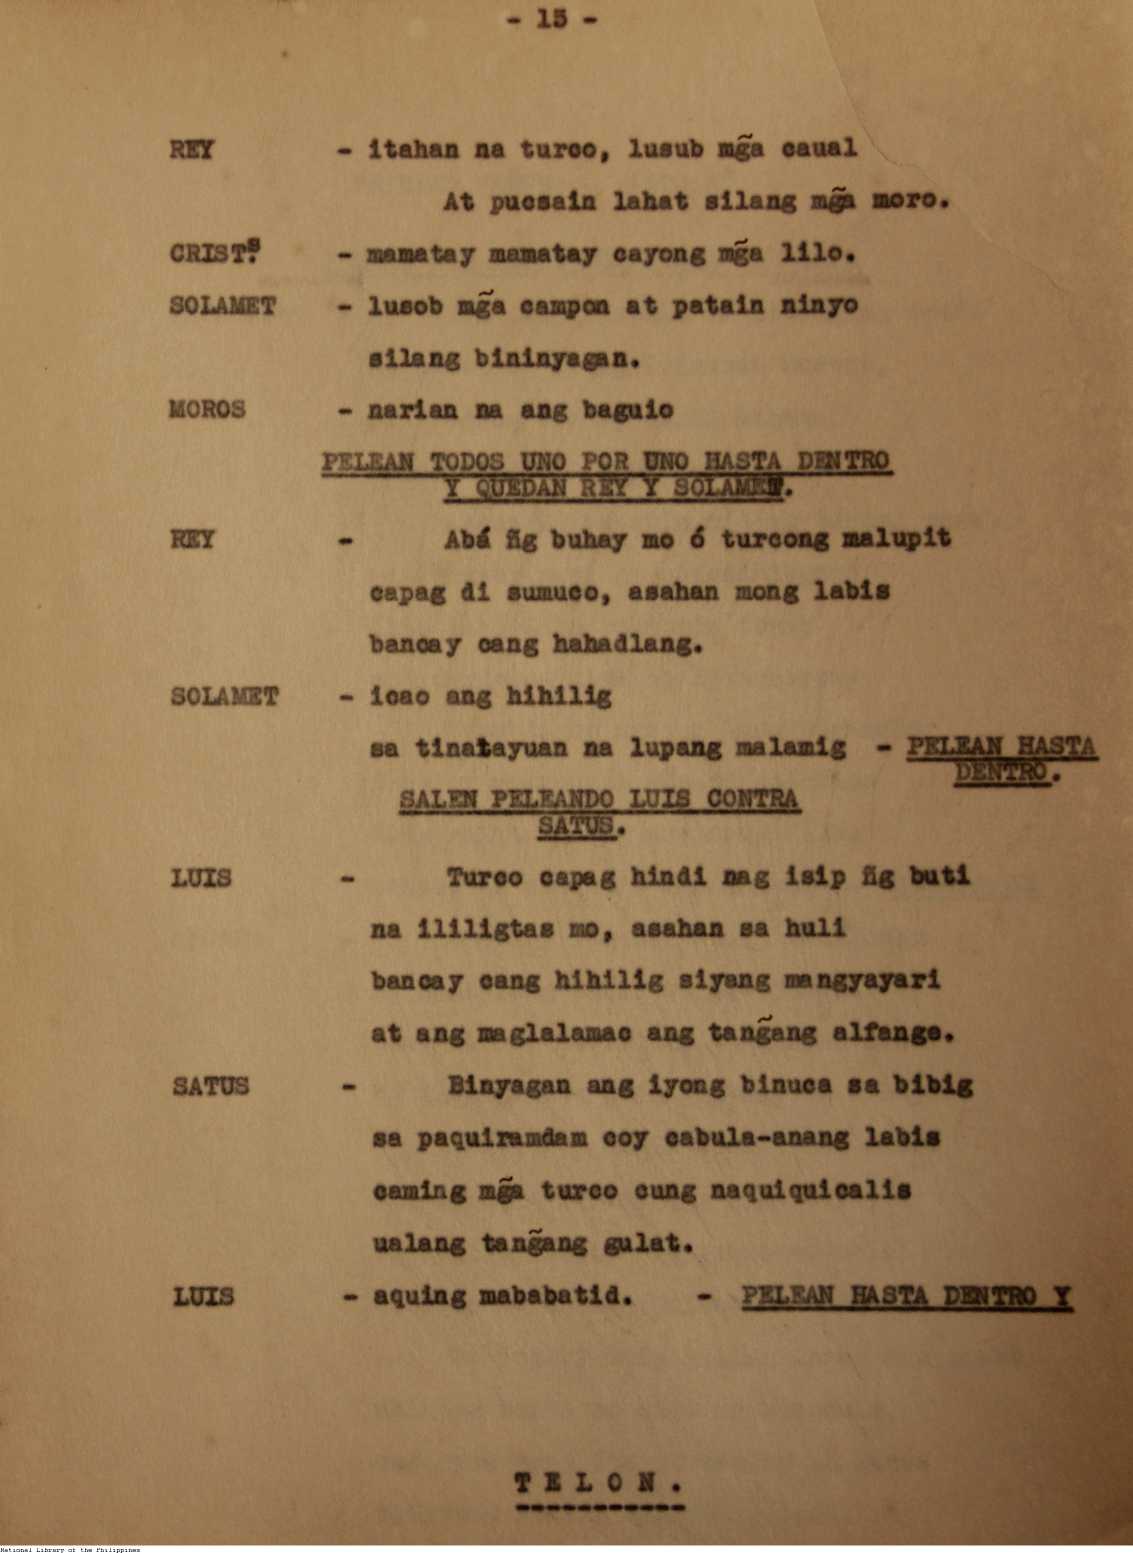 - 15 -
REY - itahan na turco, lusub mg̃a caual
At pucsain lahat silang mg̃a moro.
CRIST.s - mamatay mamatay cayong mg̃a lilo.
SOLAMET - lusob mg̃a campon at patain ninyo
silang bininyagan.
MOROS - narian na ang baguio
PELEAN TODOS UNO POR UNO HASTA DENTRO
Y QUEDAN REY Y SOLAMET.
REY - Abá ñg buhay mo ó turcong malupit
capag di sumuco, asahan mong labis
bancay cang hahadlang.
SOLAMET - icao ang hihilig
sa tinatayuan na lupang malamig - PELEAN HASTA
DENTRO.
SALEN PELEANDO LUIS CONTRA
SATUS.
LUIS - Turco capag hindi nag isip ñg buti
na ililigtas mo, asahan sa huli
bancay cang hihilig siyang mangyayari
at ang maglalamac ang tang̃ang alfange.
SATUS - Binyagan ang iyong binuca sa bibig
sa paquiramdam coy cabula-anang labis
caming mg̃a turco cung naquiquicalis
ualang tang̃ang gulat.
LUIS - aquing mababatid. - PELEAN HASTA DENTRO Y
TELON.
National Library of the Philippines